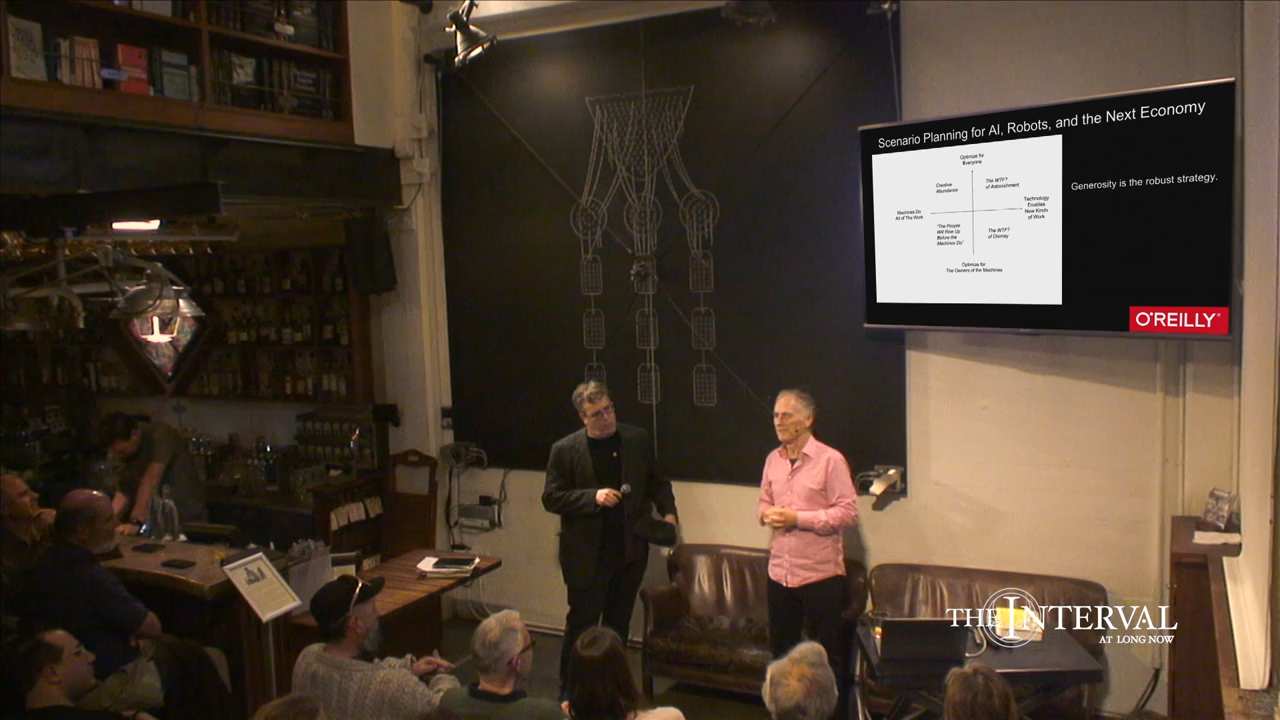 Scenario Planning for AI, Robots, and the Next Economy
Optimize for
Everyone
Creative
Abundance
The WTF?
of Astonishment
Machines Do
All of The Work
Technology
Enables
New Kinds
of Work
"The People
Will Rise Up
Before the
Machines Do"
The WTF?
of Dismay
Optimize for
The Owners of the Machines
Generosity is the robust strategy.
O'REILLY®
THE INTERVAL
AT LONG NOW